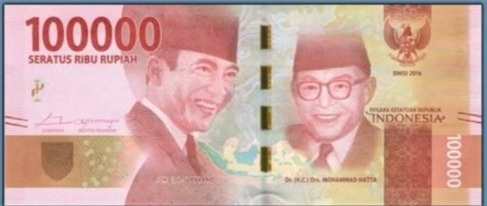 100000
SERATUS RIBU RUPIAH
EMISI 2016
NEGARA KESATUAN REPUBLIK
INDONESIA
Dr. (H.C.) Drs. MOHAMMAD HATTA
100000